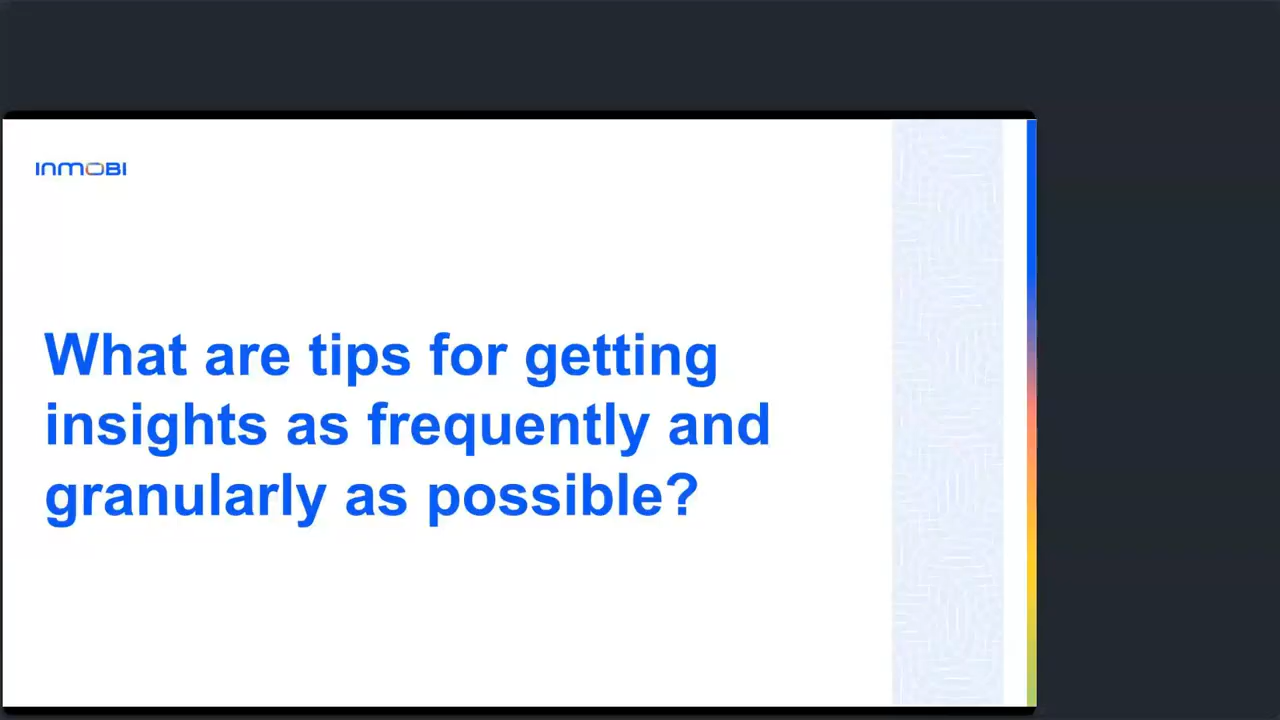 INMOBI
What are tips for getting
insights as frequently and
granularly as possible?